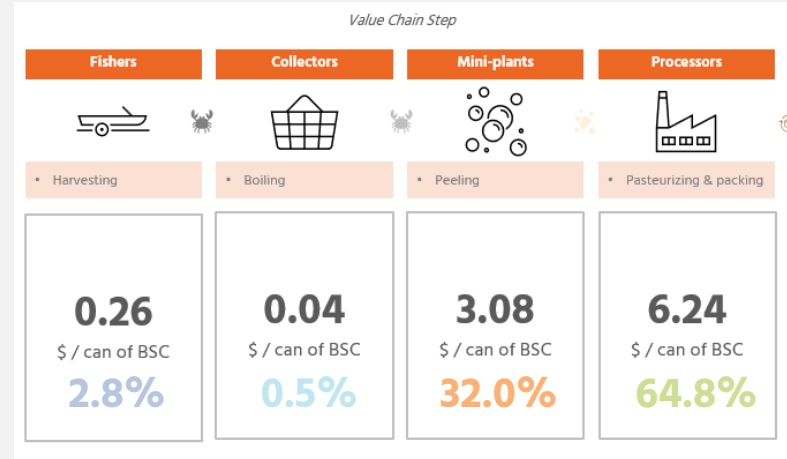 Value Chain Step
Fishers Collectors Mini-plants Processors
• Harvesting • Boiling • Peeling • Pasteurizing & packing
0.26 0.04 3.08 6.24
$ / can of BSC $ / can of BSC $ / can of BSC $ / can of BSC
2.8% 0.5% 32.0% 64.8%